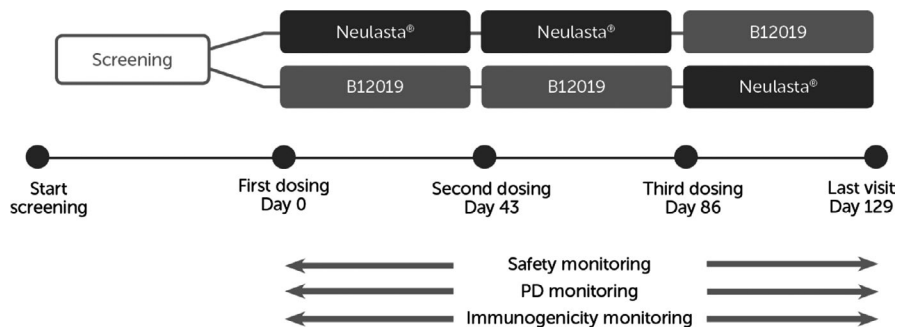 Neulasta® Neulasta® B12019
Screening
B12019 B12019 Neulasta®
Start
screening
First dosing
Day 0
Second dosing
Day 43
Third dosing
Day 86
Last visit
Day 129
Safety monitoring
PD monitoring
Immunogenicity monitoring